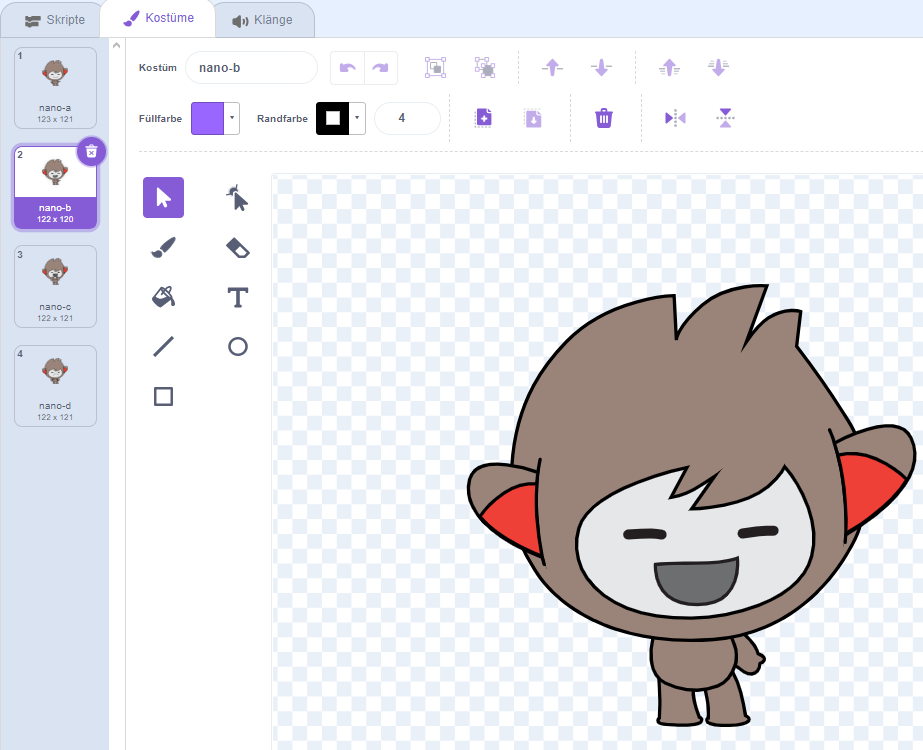 Skripte
Kostüme
Klänge
1
nano-a
123 x 121
2
nano-b
122 x 120
3
nano-c
122 x 121
4
nano-d
122 x 121
Kostüm
nano-b
Füllfarbe
Randfarbe
4